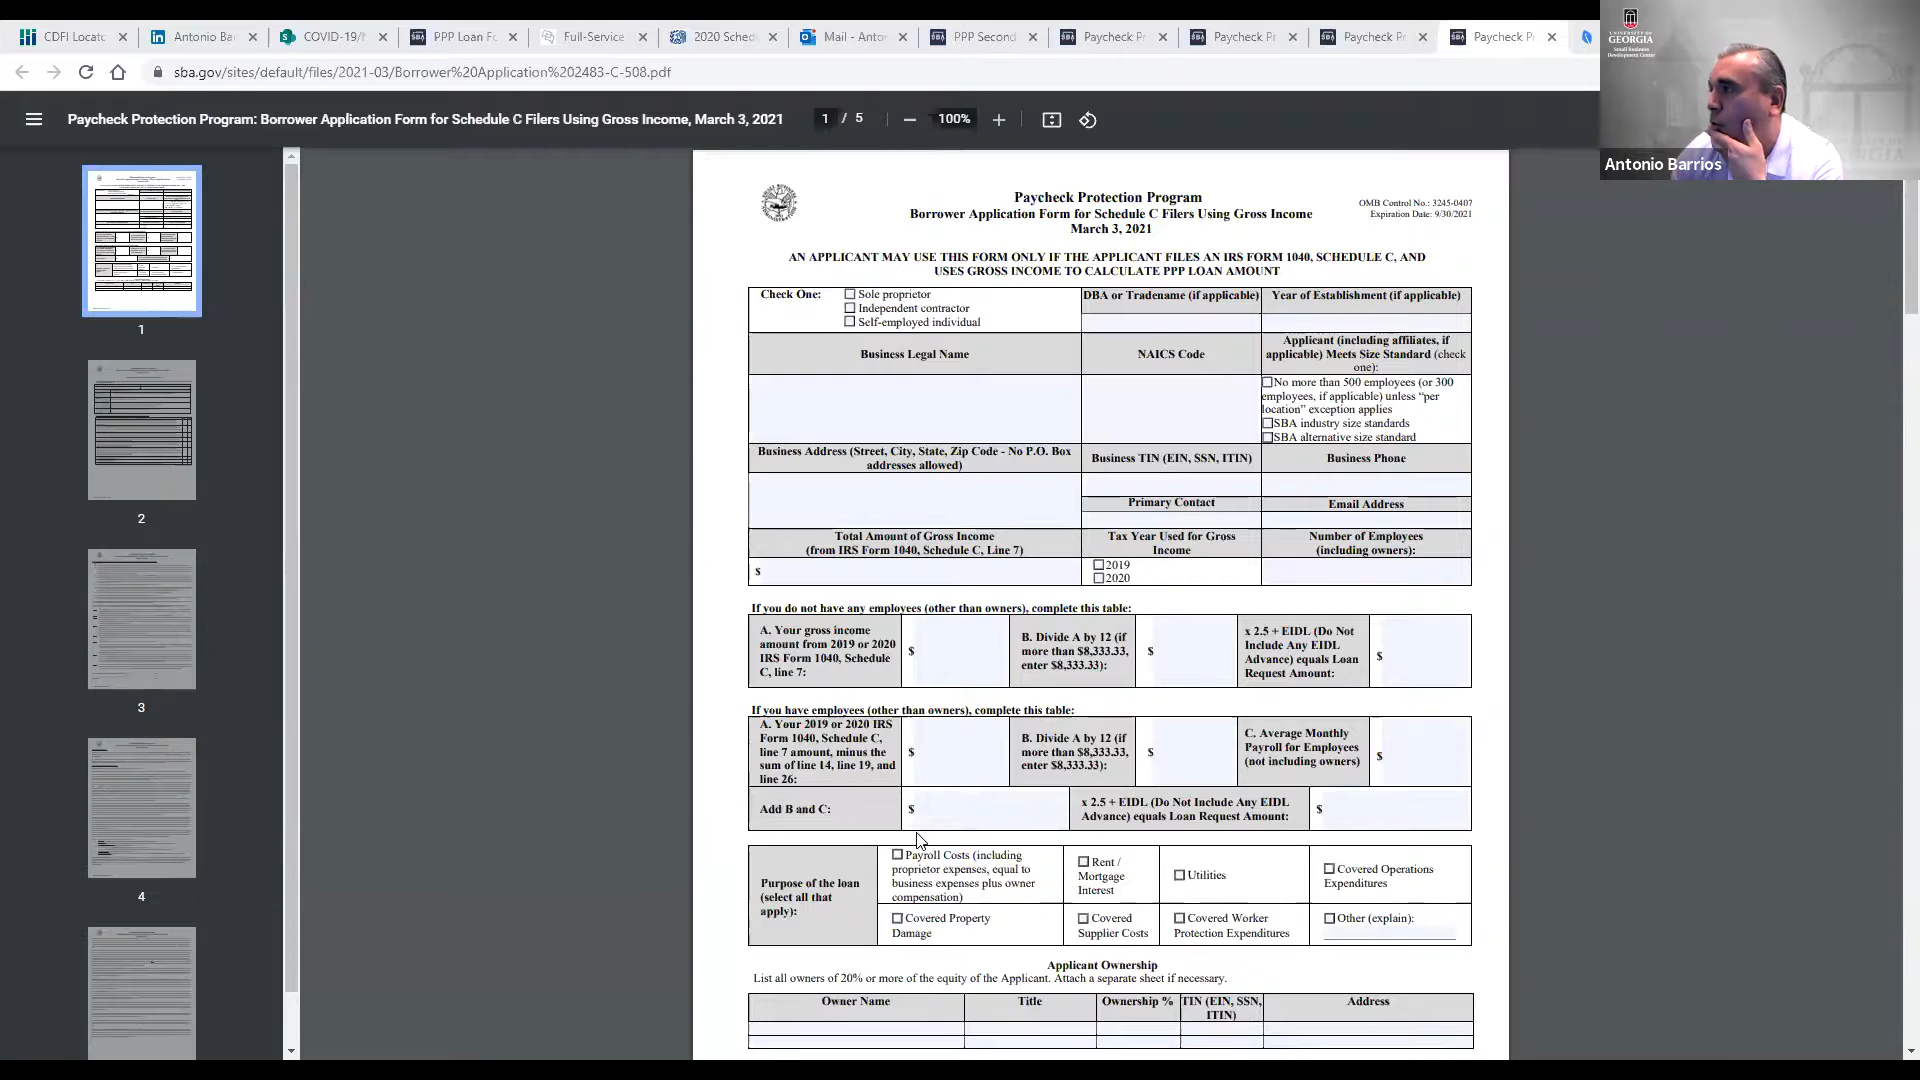 CDFI Locato
Antonio Bar
COVID-19/
PPP Loan Fo
Full-Service
2020 Sched
Mail - Anto
PPP Second
Paycheck Pr
Paycheck Pr
Paycheck Pr
Paycheck Pr
sba.gov/sites/default/files/2021-03/Borrower%20Application%202483-C-508.pdf
UNIVERSITY OF
GEORGIA
Small Business
Development Center
Antonio Barrios
Paycheck Protection Program: Borrower Application Form for Schedule C Filers Using Gross Income, March 3, 2021
1 / 5
100%
1
2
3
4
Paycheck Protection Program
Borrower Application Form for Schedule C Filers Using Gross Income
March 3, 2021
OMB Control No.: 3245-0407
Expiration Date: 9/30/2021
AN APPLICANT MAY USE THIS FORM ONLY IF THE APPLICANT FILES AN IRS FORM 1040, SCHEDULE C, AND
USES GROSS INCOME TO CALCULATE PPP LOAN AMOUNT
Check One:
Sole proprietor
Independent contractor
Self-employed individual
DBA or Tradename (if applicable)
Year of Establishment (if applicable)
Business Legal Name
NAICS Code
Applicant (including affiliates, if
applicable) Meets Size Standard (check
one):
No more than 500 employees (or 300
employees, if applicable) unless “per
location” exception applies
SBA industry size standards
SBA alternative size standard
Business Address (Street, City, State, Zip Code - No P.O. Box
addresses allowed)
Business TIN (EIN, SSN, ITIN)
Business Phone
Primary Contact
Email Address
Total Amount of Gross Income
(from IRS Form 1040, Schedule C, Line 7)
Tax Year Used for Gross
Income
Number of Employees
(including owners):
$
2019
2020
If you do not have any employees (other than owners), complete this table:
A. Your gross income
amount from 2019 or 2020
IRS Form 1040, Schedule
C, line 7:
$
B. Divide A by 12 (if
more than $8,333.33,
enter $8,333.33):
$
x 2.5 + EIDL (Do Not
Include Any EIDL
Advance) equals Loan
Request Amount:
$
If you have employees (other than owners), complete this table:
A. Your 2019 or 2020 IRS
Form 1040, Schedule C,
line 7 amount, minus the
sum of line 14, line 19, and
line 26:
$
B. Divide A by 12 (if
more than $8,333.33,
enter $8,333.33):
$
C. Average Monthly
Payroll for Employees
(not including owners)
$
Add B and C:
$
x 2.5 + EIDL (Do Not Include Any EIDL
Advance) equals Loan Request Amount:
$
Purpose of the loan
(select all that
apply):
Payroll Costs (including
proprietor expenses, equal to
business expenses plus owner
compensation)
Rent /
Mortgage
Interest
Utilities
Covered Operations
Expenditures
Covered Property
Damage
Covered
Supplier Costs
Covered Worker
Protection Expenditures
Other (explain):
Applicant Ownership
List all owners of 20% or more of the equity of the Applicant. Attach a separate sheet if necessary.
Owner Name
Title
Ownership %
TIN (EIN, SSN,
ITIN)
Address